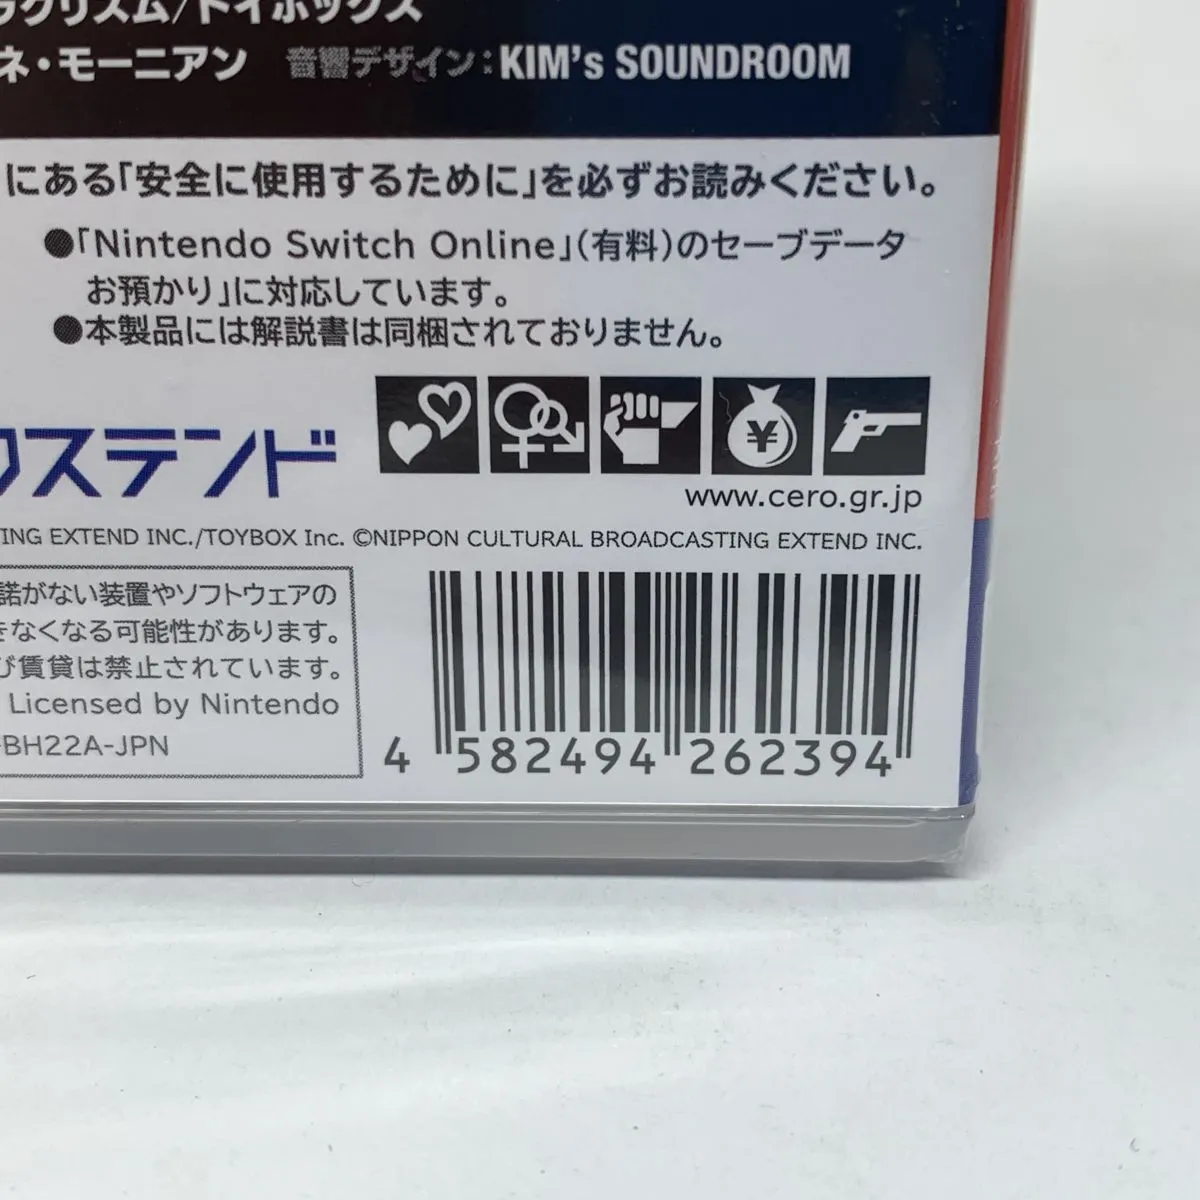 ラクリズム/トイボックス
ネ・モーニアン 音響デザイン:KIM's SOUNDROOM
にある「安全に使用するために」を必ずお読みください。
●「Nintendo Switch Online」(有料)のセーブデータ
お預かり」に対応しています。
●本製品には解説書は同梱されておりません。
クステンド
www.cero.gr.jp
ING EXTEND INC./TOYBOX Inc. ©NIPPON CULTURAL BROADCASTING EXTEND INC.
諾がない装置やソフトウェアの
きなくなる可能性があります。
び賃貸は禁止されています。
Licensed by Nintendo
-BH22A-JPN
4 582494 262394